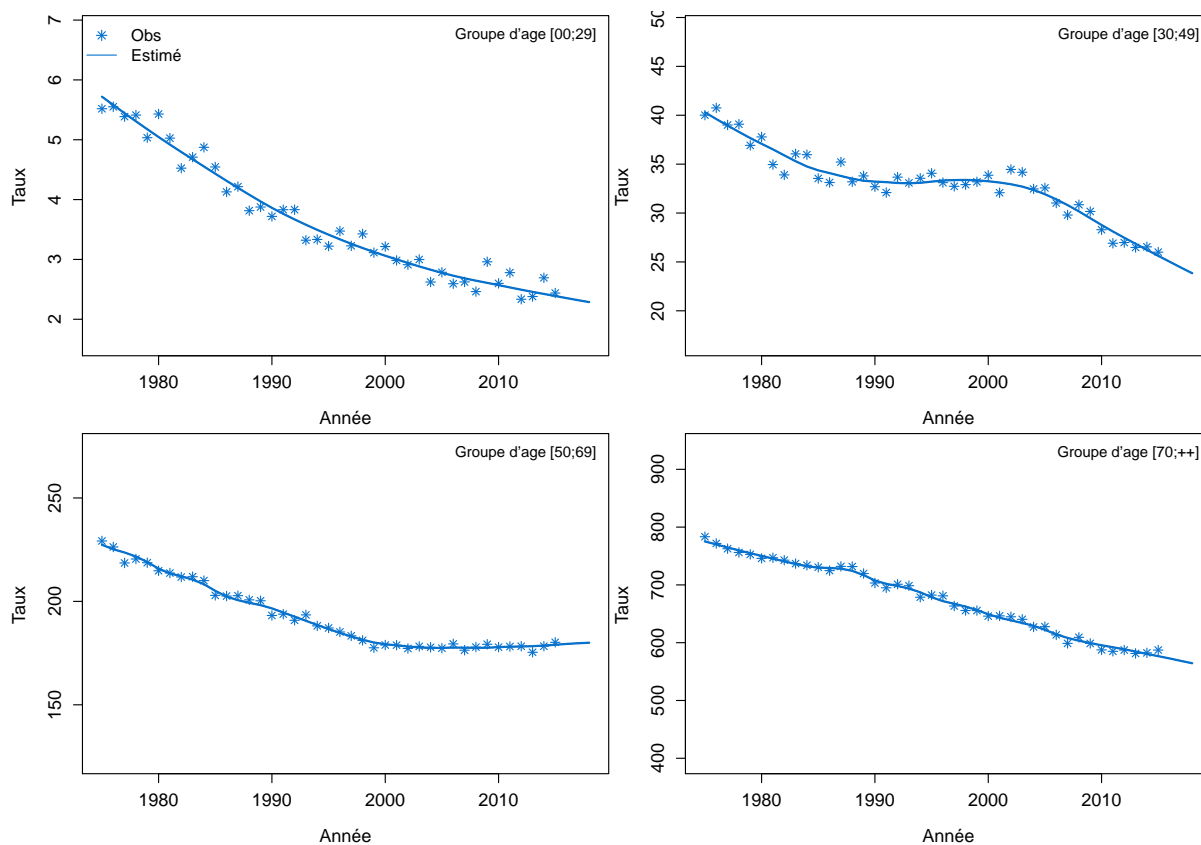 Groupe d'age [00;29]
Obs
Estimé
Taux
7
6
5
4
3
2
1980 1990 2000 2010
Année
Groupe d'age [30;49]
Taux
50
45
40
35
30
25
20
1980 1990 2000 2010
Année
Groupe d'age [50;69]
Taux
250
200
150
1980 1990 2000 2010
Année
Groupe d'age [70;++]
Taux
900
800
700
600
500
400
1980 1990 2000 2010
Année